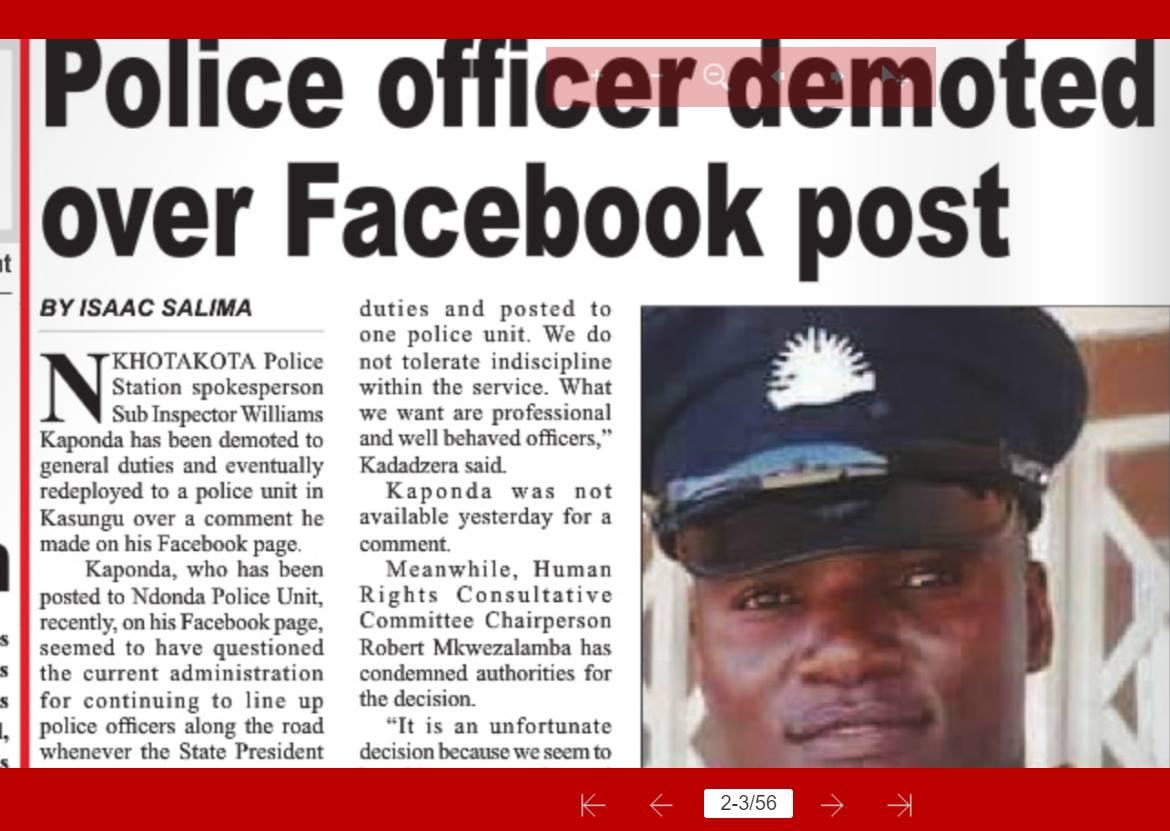 Police officer demoted
over Facebook post
BY ISAAC SALIMA
NKHOTAKOTA Police
Station spokesperson
Sub Inspector Williams
Kaponda has been demoted to
general duties and eventually
redeployed to a police unit in
Kasungu over a comment he
made on his Facebook page.
Kaponda, who has been
posted to Ndonda Police Unit,
recently, on his Facebook page,
seemed to have questioned
the current administration
for continuing to line up
police officers along the road
whenever the State President
duties and posted to
one police unit. We do
not tolerate indiscipline
within the service. What
we want are professional
and well behaved officers,”
Kadadzera said.
Kaponda was not
available yesterday for a
comment.
Meanwhile, Human
Rights Consultative
Committee Chairperson
Robert Mkwezalamba has
condemned authorities for
the decision.
“It is an unfortunate
decision because we seem to
2-3/56